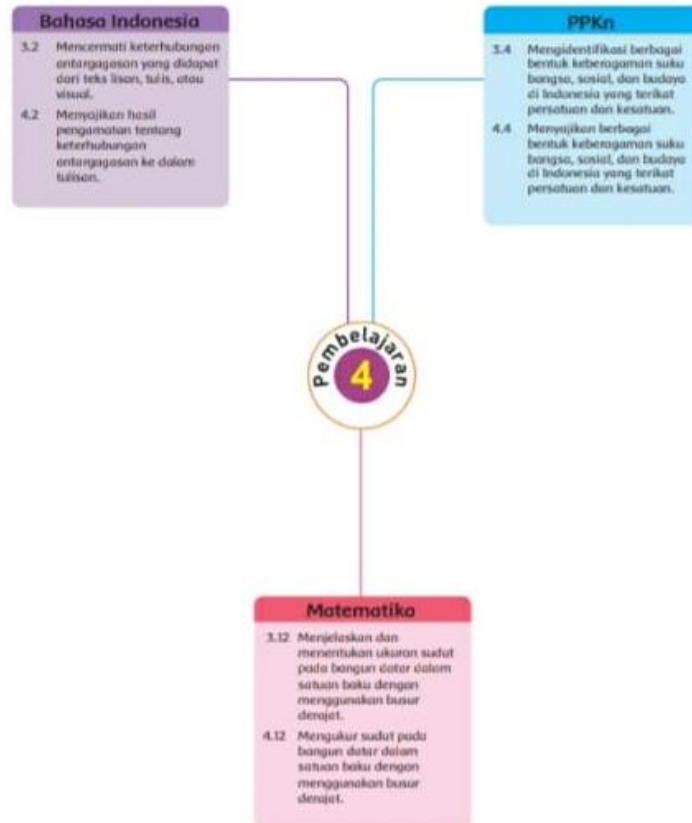 Bahasa Indonesia
3.2 Mencermati keterhubungan
antargagasan yang didapat
dari teks lisan, tulis, atau
visual.
4.2 Menyajikan hasil
pengamatan tentang
keterhubungan
antargagasan ke dalam
tulisan.
PPKn
3.4 Mengidentifikasi berbagai
bentuk keberagaman suku
bangsa, sosial, dan budaya
di Indonesia yang terikat
persatuan dan kesatuan.
4.4 Menyajikan berbagai
bentuk keberagaman suku
bangsa, sosial, dan budaya
di Indonesia yang terikat
persatuan dan kesatuan.
Pembelajaran
4
Matematika
3.12 Menjelaskan dan
menentukan ukuran sudut
pada bangun datar dalam
satuan baku dengan
menggunakan busur
derajat.
4.12 Mengukur sudut pada
bangun datar dalam
satuan baku dengan
menggunakan busur
derajat.